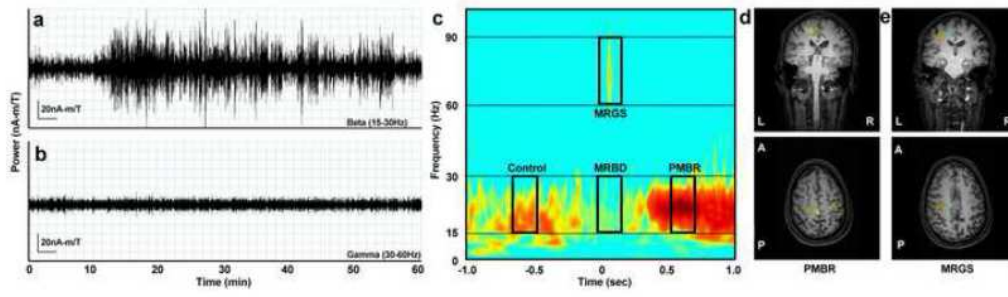 a
20nA-m/T
Beta (15-30Hz)
b
20nA-m/T
Gamma (30-60Hz)
Power (nA-m/T)
0 10 20 30 40 50 60
Time (min)
c
90
60
30
15
0
Frequency (Hz)
MRGS
Control MRBD PMBR
-1.0 -0.5 0 0.5 1.0
Time (sec)
d
L R
A
P
PMBR
e
L R
A
P
MRGS